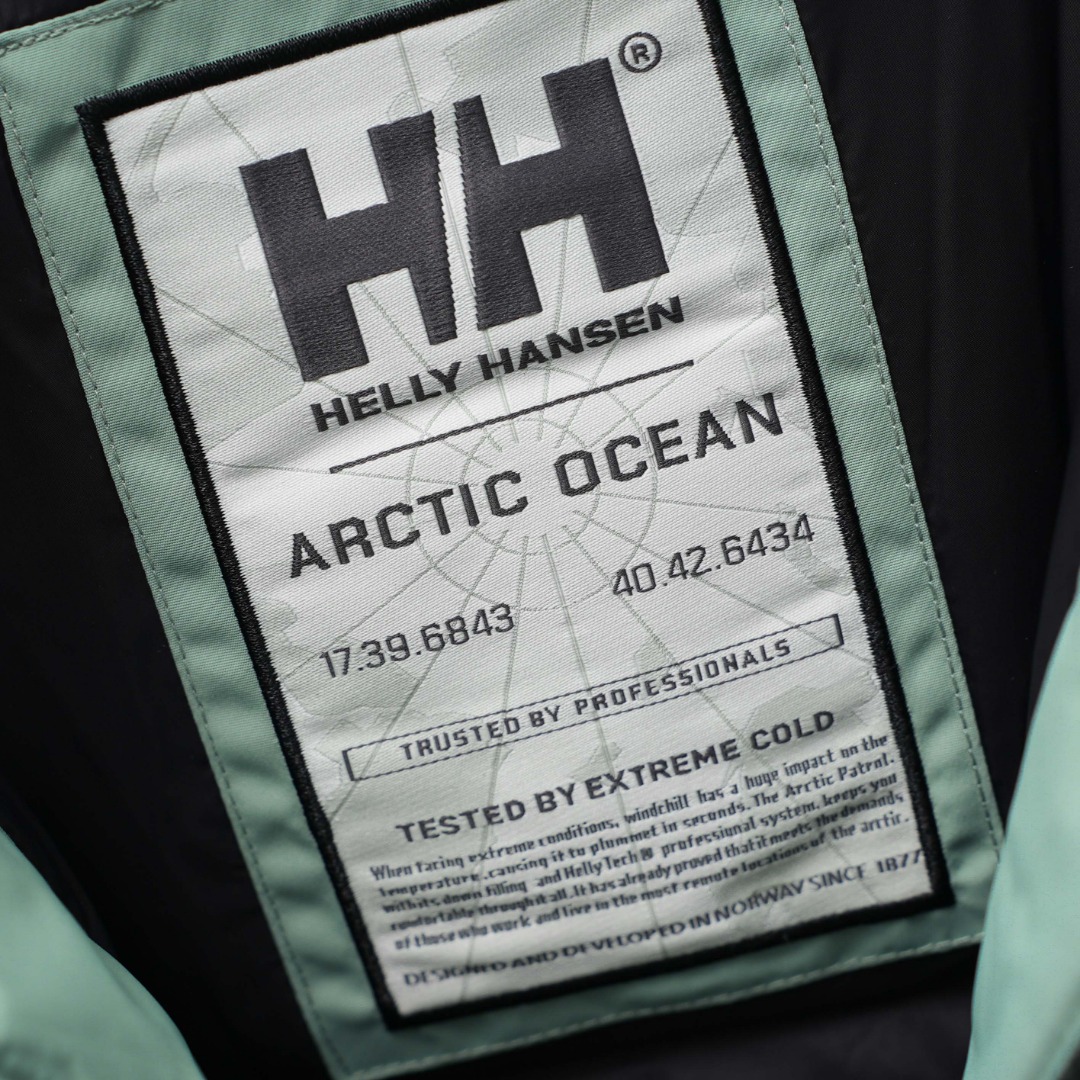 HH®
HELLY HANSEN
ARCTIC OCEAN
17.39.6843 40.42.6434
TRUSTED BY PROFESSIONALS
TESTED BY EXTREME COLD
When facing extreme conditions, windchill has a huge impact on the
temperature, causing it to plummet in seconds. The Arctic Patrol,
with its down filling and Helly Tech® professional system, keeps you
comfortable through it all. It has already proved that it meets the demands
of those who work and live in the most remote locations of the arctic.
DESIGNED AND DEVELOPED IN NORWAY SINCE 1877